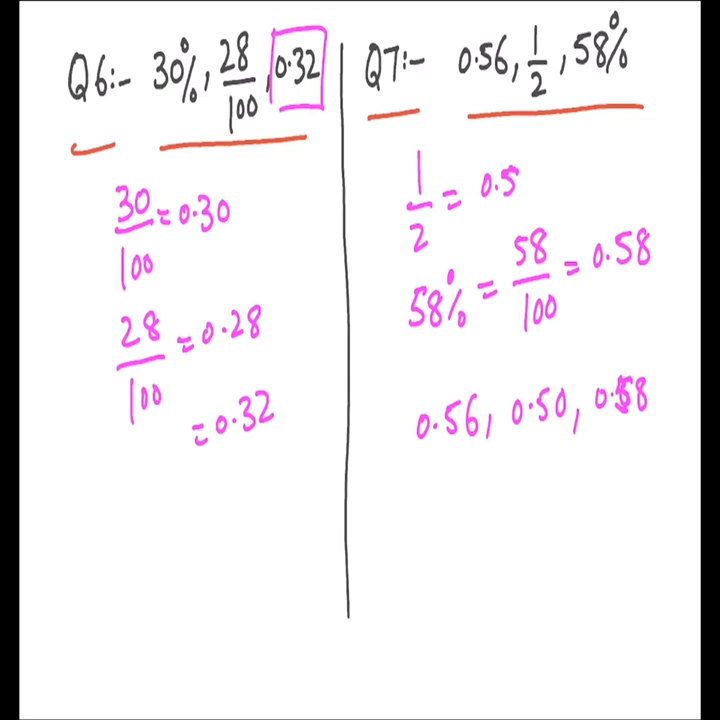 Q6:- 30%, 28/100, 0.32
30/100 = 0.30
28/100 = 0.28
= 0.32
Q7:- 0.56, 1/2, 58%
1/2 = 0.5
58% = 58/100 = 0.58
0.56, 0.50, 0.58